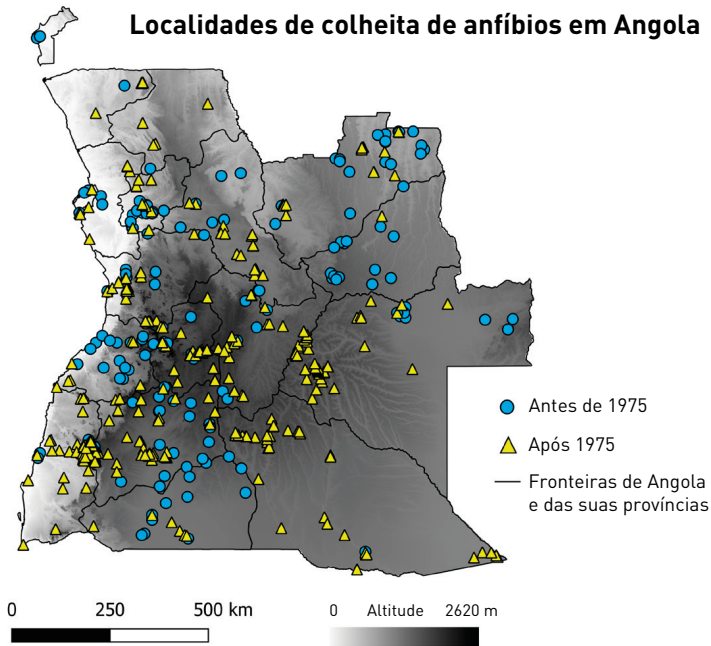 Localidades de colheita de anfíbios em Angola
Antes de 1975
Após 1975
Fronteiras de Angola
e das suas províncias
0 250 500 km
0 Altitude 2620 m